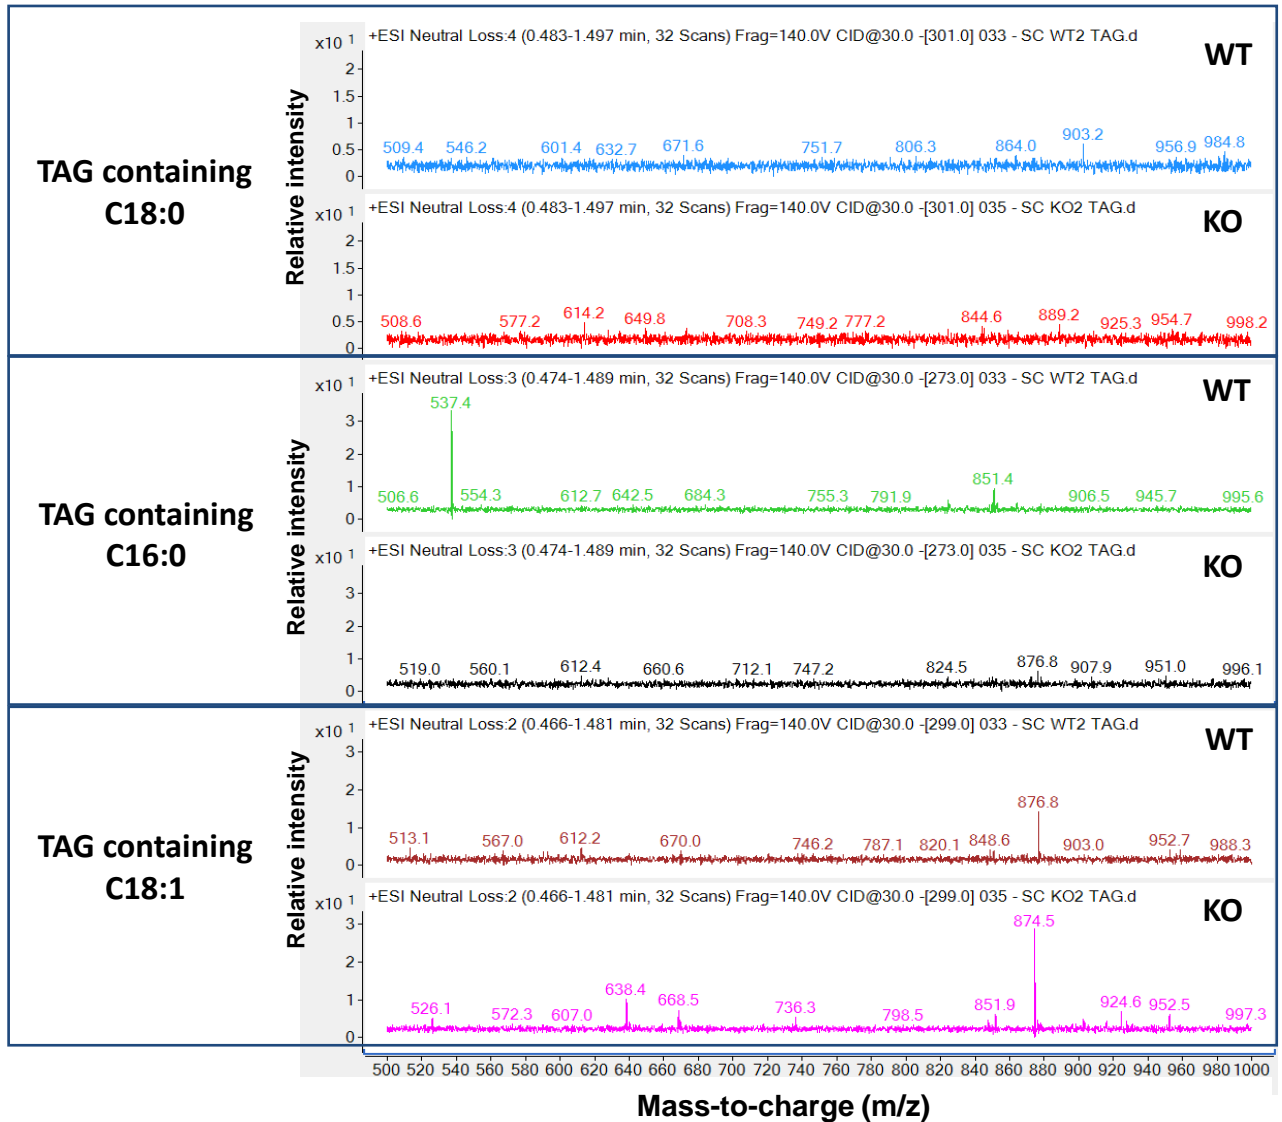 TAG containing
C18:0
Relative intensity
x10 1
+ESI Neutral Loss:4 (0.483-1.497 min, 32 Scans) Frag=140.0V CID@30.0 -[301.0] 033 - SC WT2 TAG.d
WT
2
1.5
1
0.5
0
509.4 546.2 601.4 632.7 671.6 751.7 806.3 864.0 903.2 956.9 984.8
x10 1
+ESI Neutral Loss:4 (0.483-1.497 min, 32 Scans) Frag=140.0V CID@30.0 -[301.0] 035 - SC KO2 TAG.d
KO
2
1.5
1
0.5
0
508.6 577.2 614.2 649.8 708.3 749.2 777.2 844.6 889.2 925.3 954.7 998.2
TAG containing
C16:0
Relative intensity
x10 1
+ESI Neutral Loss:3 (0.474-1.489 min, 32 Scans) Frag=140.0V CID@30.0 -[273.0] 033 - SC WT2 TAG.d
WT
3
2
1
0
506.6 537.4 554.3 612.7 642.5 684.3 755.3 791.9 851.4 906.5 945.7 995.6
x10 1
+ESI Neutral Loss:3 (0.474-1.489 min, 32 Scans) Frag=140.0V CID@30.0 -[273.0] 035 - SC KO2 TAG.d
KO
3
2
1
0
519.0 560.1 612.4 660.6 712.1 747.2 824.5 876.8 907.9 951.0 996.1
TAG containing
C18:1
Relative intensity
x10 1
+ESI Neutral Loss:2 (0.466-1.481 min, 32 Scans) Frag=140.0V CID@30.0 -[299.0] 033 - SC WT2 TAG.d
WT
3
2
1
0
513.1 567.0 612.2 670.0 746.2 787.1 820.1 848.6 876.8 903.0 952.7 988.3
x10 1
+ESI Neutral Loss:2 (0.466-1.481 min, 32 Scans) Frag=140.0V CID@30.0 -[299.0] 035 - SC KO2 TAG.d
KO
3
2
1
0
526.1 572.3 607.0 638.4 668.5 736.3 798.5 851.9 874.5 924.6 952.5 997.3
500 520 540 560 580 600 620 640 660 680 700 720 740 760 780 800 820 840 860 880 900 920 940 960 980 1000
Mass-to-charge (m/z)